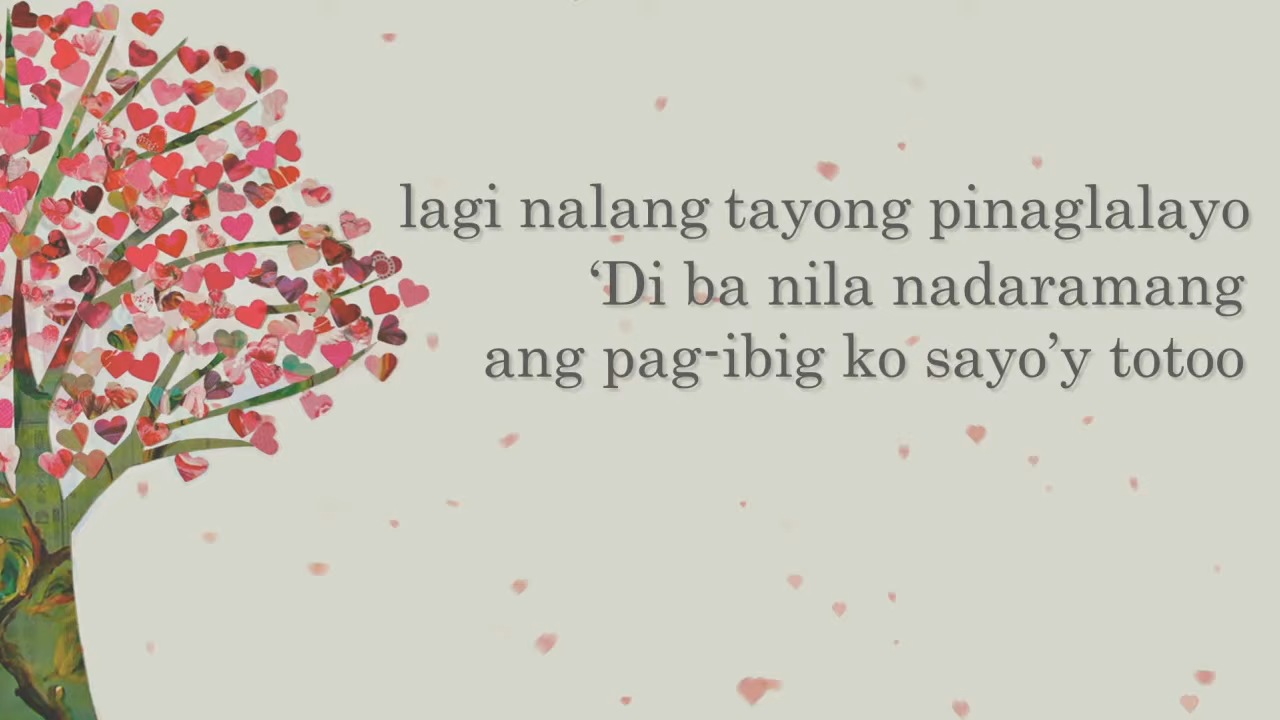 lagi nalang tayong pinaglalayo
‘Di ba nila nadaramang
ang pag-ibig ko sayo’y totoo